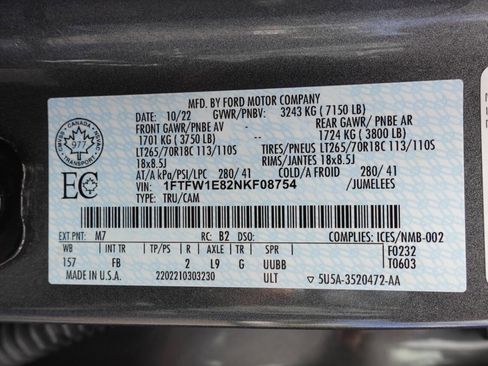 MFD. BY FORD MOTOR COMPANY
10/22 GVWR/PNBV: 3243 KG ( 7150 LB)
FRONT GAWR/PNBE AV REAR GAWR/ PNBE AR
1701 KG ( 3750 LB) 1724 KG ( 3800 LB)
LT265/70R18C 113/110S TIRES/PNEUS LT265/70R18C 113/110S
18x8.5J RIMS/JANTES 18x8.5J
AT/A kPa/PSI/LPC 280/ 41 COLD/A FROID 280/ 41
VIN: 1FTFW1E82NKF08754 /JUMELEES
TYPE: TRU/CAM
CANADA
977
EC
EXT PNT: M7 RC: B2 DSO: COMPLIES: ICES/NMB-002
WB INT TR TP/PS R AXLE TR SPR F0232
157 FB 2 L9 G UUBB T0603
MADE IN U.S.A. 2202210303230 ULT 5U5A-3520472-AA